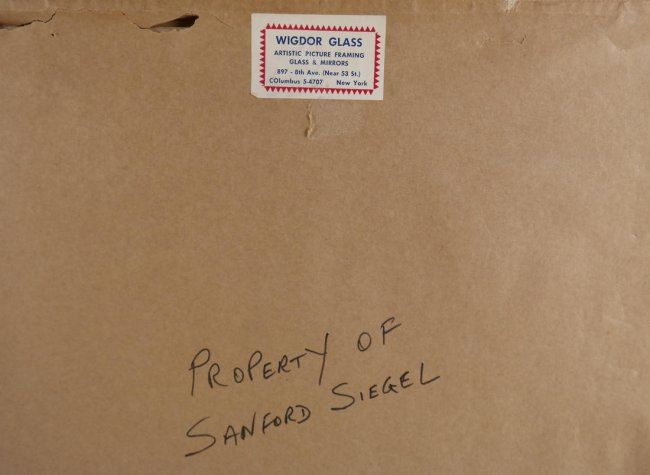 WIGDOR GLASS
ARTISTIC PICTURE FRAMING
GLASS & MIRRORS
897 - 8th Ave. (Near 53 St.)
COlumbus 5-4707 New York
PROPERTY OF
SANFORD SIEGEL